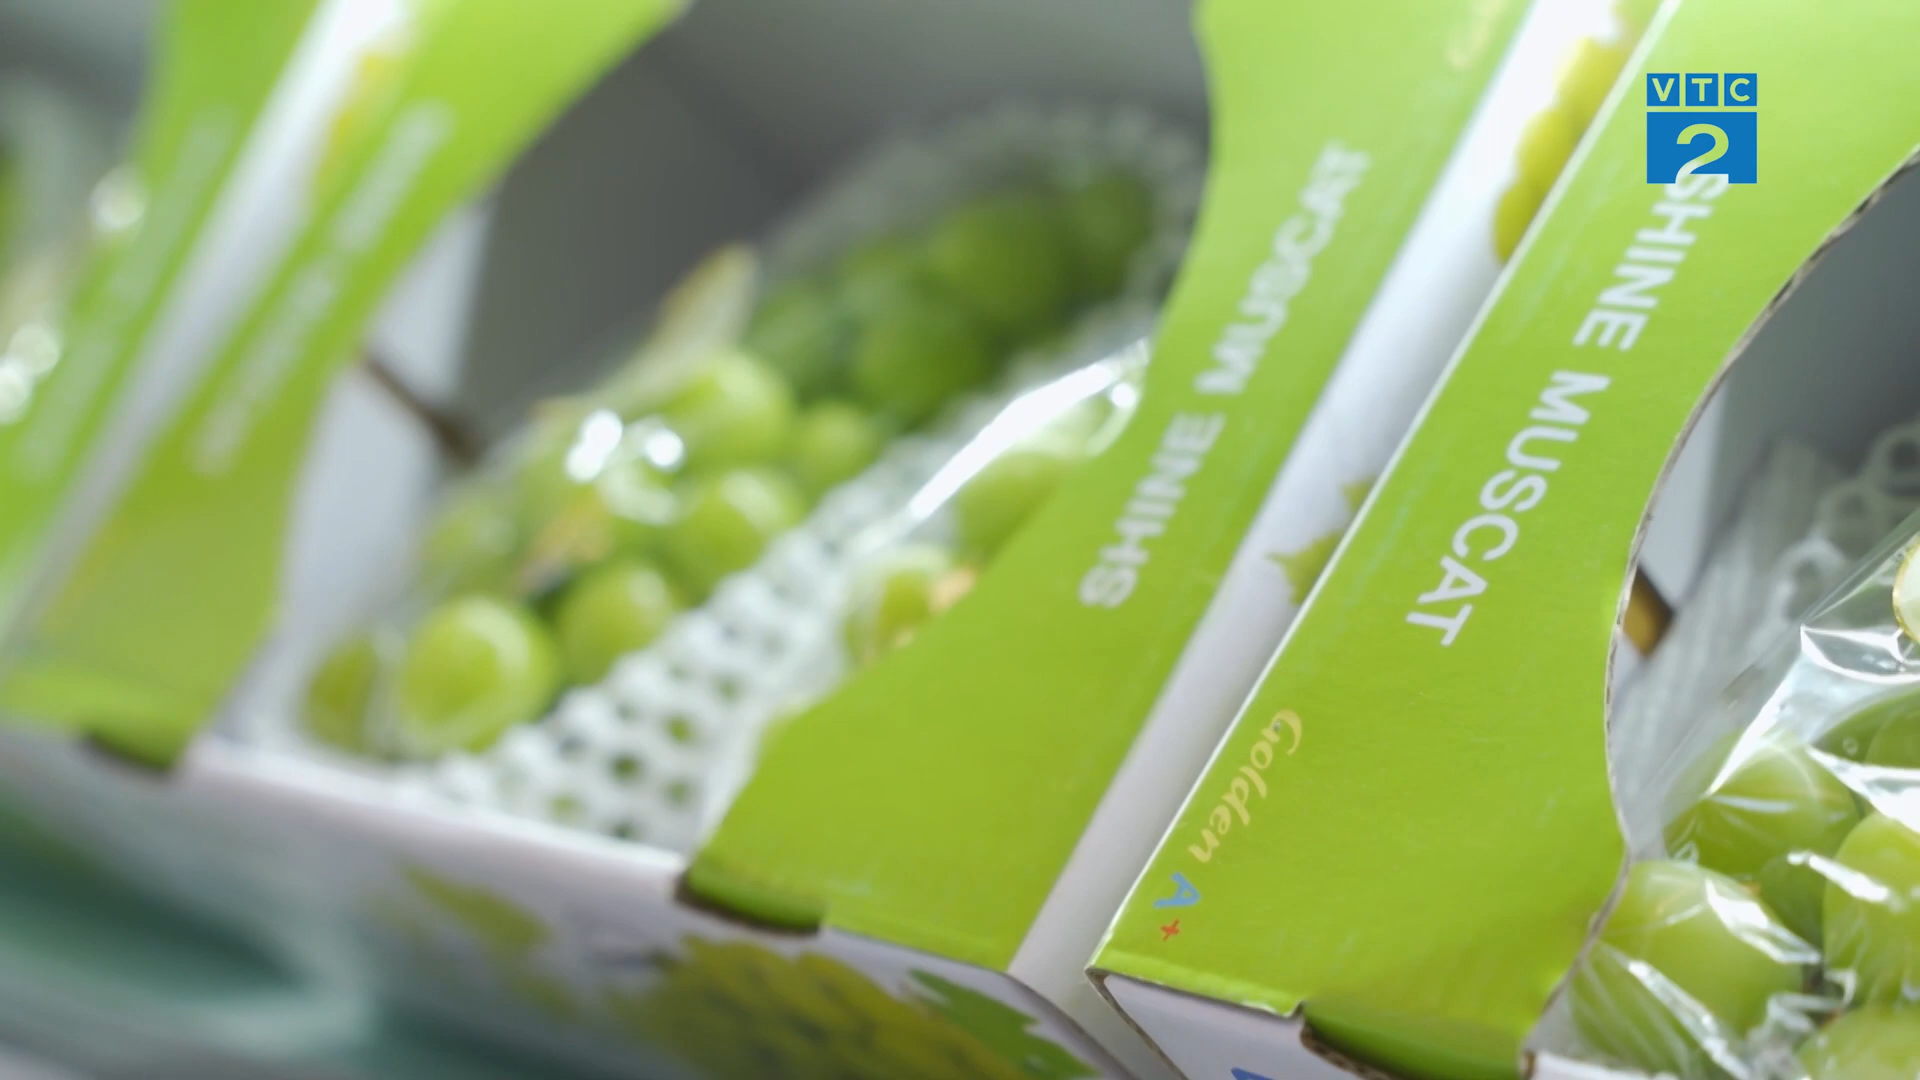 VTC
2
SHINE MUSCAT
SHINE MUSCAT
Golden A+